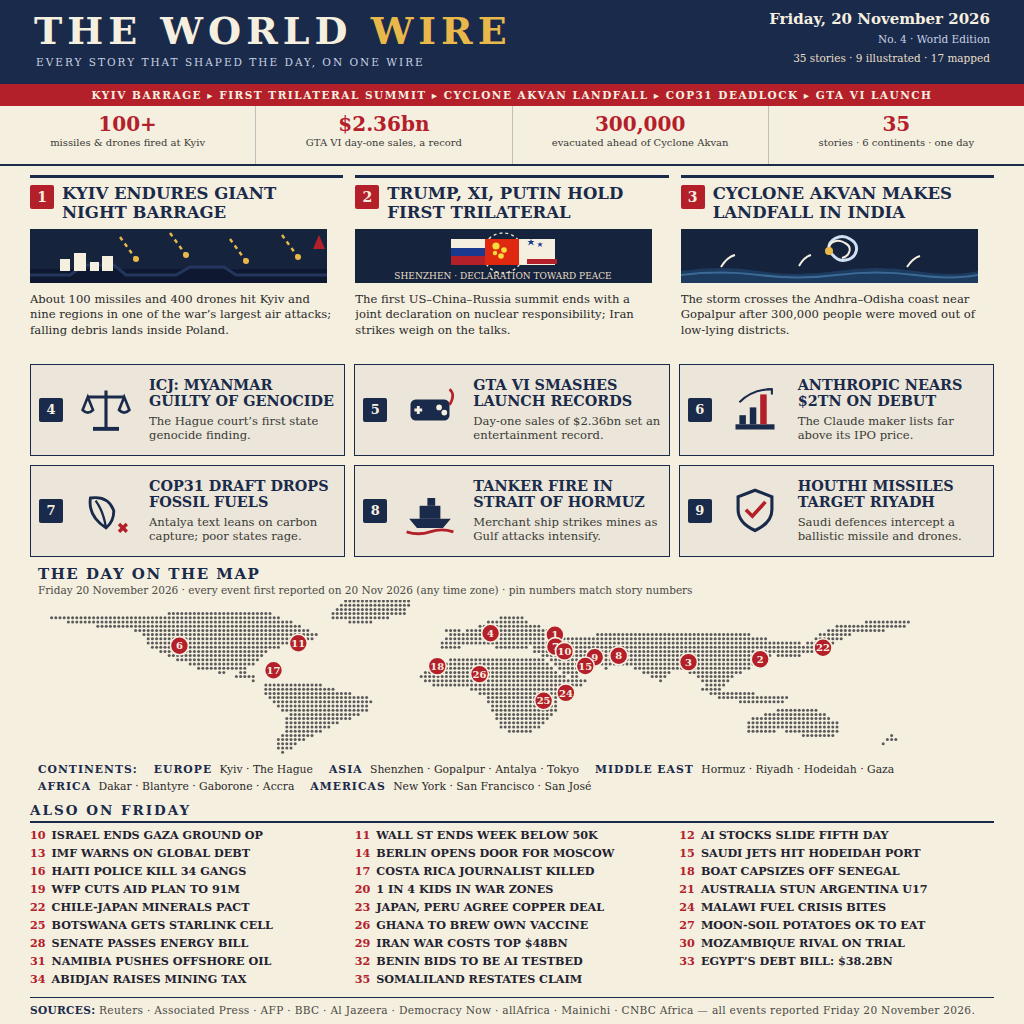 THE WORLD WIRE
EVERY STORY THAT SHAPED THE DAY, ON ONE WIRE
Friday, 20 November 2026
No. 4 · World Edition
35 stories · 9 illustrated · 17 mapped
KYIV BARRAGE ▸ FIRST TRILATERAL SUMMIT ▸ CYCLONE AKVAN LANDFALL ▸ COP31 DEADLOCK ▸ GTA VI LAUNCH
100+
missiles & drones fired at Kyiv
$2.36bn
GTA VI day-one sales, a record
300,000
evacuated ahead of Cyclone Akvan
35
stories · 6 continents · one day
1 KYIV ENDURES GIANT
NIGHT BARRAGE
About 100 missiles and 400 drones hit Kyiv and
nine regions in one of the war's largest air attacks;
falling debris lands inside Poland.
2 TRUMP, XI, PUTIN HOLD
FIRST TRILATERAL
SHENZHEN · DECLARATION TOWARD PEACE
The first US–China–Russia summit ends with a
joint declaration on nuclear responsibility; Iran
strikes weigh on the talks.
3 CYCLONE AKVAN MAKES
LANDFALL IN INDIA
The storm crosses the Andhra–Odisha coast near
Gopalpur after 300,000 people were moved out of
low-lying districts.
4 ICJ: MYANMAR
GUILTY OF GENOCIDE
The Hague court's first state
genocide finding.
5 GTA VI SMASHES
LAUNCH RECORDS
Day-one sales of $2.36bn set an
entertainment record.
6 ANTHROPIC NEARS
$2TN ON DEBUT
The Claude maker lists far
above its IPO price.
7 COP31 DRAFT DROPS
FOSSIL FUELS
Antalya text leans on carbon
capture; poor states rage.
8 TANKER FIRE IN
STRAIT OF HORMUZ
Merchant ship strikes mines as
Gulf attacks intensify.
9 HOUTHI MISSILES
TARGET RIYADH
Saudi defences intercept a
ballistic missile and drones.
THE DAY ON THE MAP
Friday 20 November 2026 · every event first reported on 20 Nov 2026 (any time zone) · pin numbers match story numbers
6
11
17
4
1
7
10
18
26
15
9
8
25
24
3
2
22
CONTINENTS: EUROPE Kyiv · The Hague ASIA Shenzhen · Gopalpur · Antalya · Tokyo MIDDLE EAST Hormuz · Riyadh · Hodeidah · Gaza
AFRICA Dakar · Blantyre · Gaborone · Accra AMERICAS New York · San Francisco · San José
ALSO ON FRIDAY
10 ISRAEL ENDS GAZA GROUND OP
11 WALL ST ENDS WEEK BELOW 50K
12 AI STOCKS SLIDE FIFTH DAY
13 IMF WARNS ON GLOBAL DEBT
14 BERLIN OPENS DOOR FOR MOSCOW
15 SAUDI JETS HIT HODEIDAH PORT
16 HAITI POLICE KILL 34 GANGS
17 COSTA RICA JOURNALIST KILLED
18 BOAT CAPSIZES OFF SENEGAL
19 WFP CUTS AID PLAN TO 91M
20 1 IN 4 KIDS IN WAR ZONES
21 AUSTRALIA STUN ARGENTINA U17
22 CHILE-JAPAN MINERALS PACT
23 JAPAN, PERU AGREE COPPER DEAL
24 MALAWI FUEL CRISIS BITES
25 BOTSWANA GETS STARLINK CELL
26 GHANA TO BREW OWN VACCINE
27 MOON-SOIL POTATOES OK TO EAT
28 SENATE PASSES ENERGY BILL
29 IRAN WAR COSTS TOP $48BN
30 MOZAMBIQUE RIVAL ON TRIAL
31 NAMIBIA PUSHES OFFSHORE OIL
32 BENIN BIDS TO BE AI TESTBED
33 EGYPT'S DEBT BILL: $38.2BN
34 ABIDJAN RAISES MINING TAX
35 SOMALILAND RESTATES CLAIM
SOURCES: Reuters · Associated Press · AFP · BBC · Al Jazeera · Democracy Now · allAfrica · Mainichi · CNBC Africa — all events reported Friday 20 November 2026.